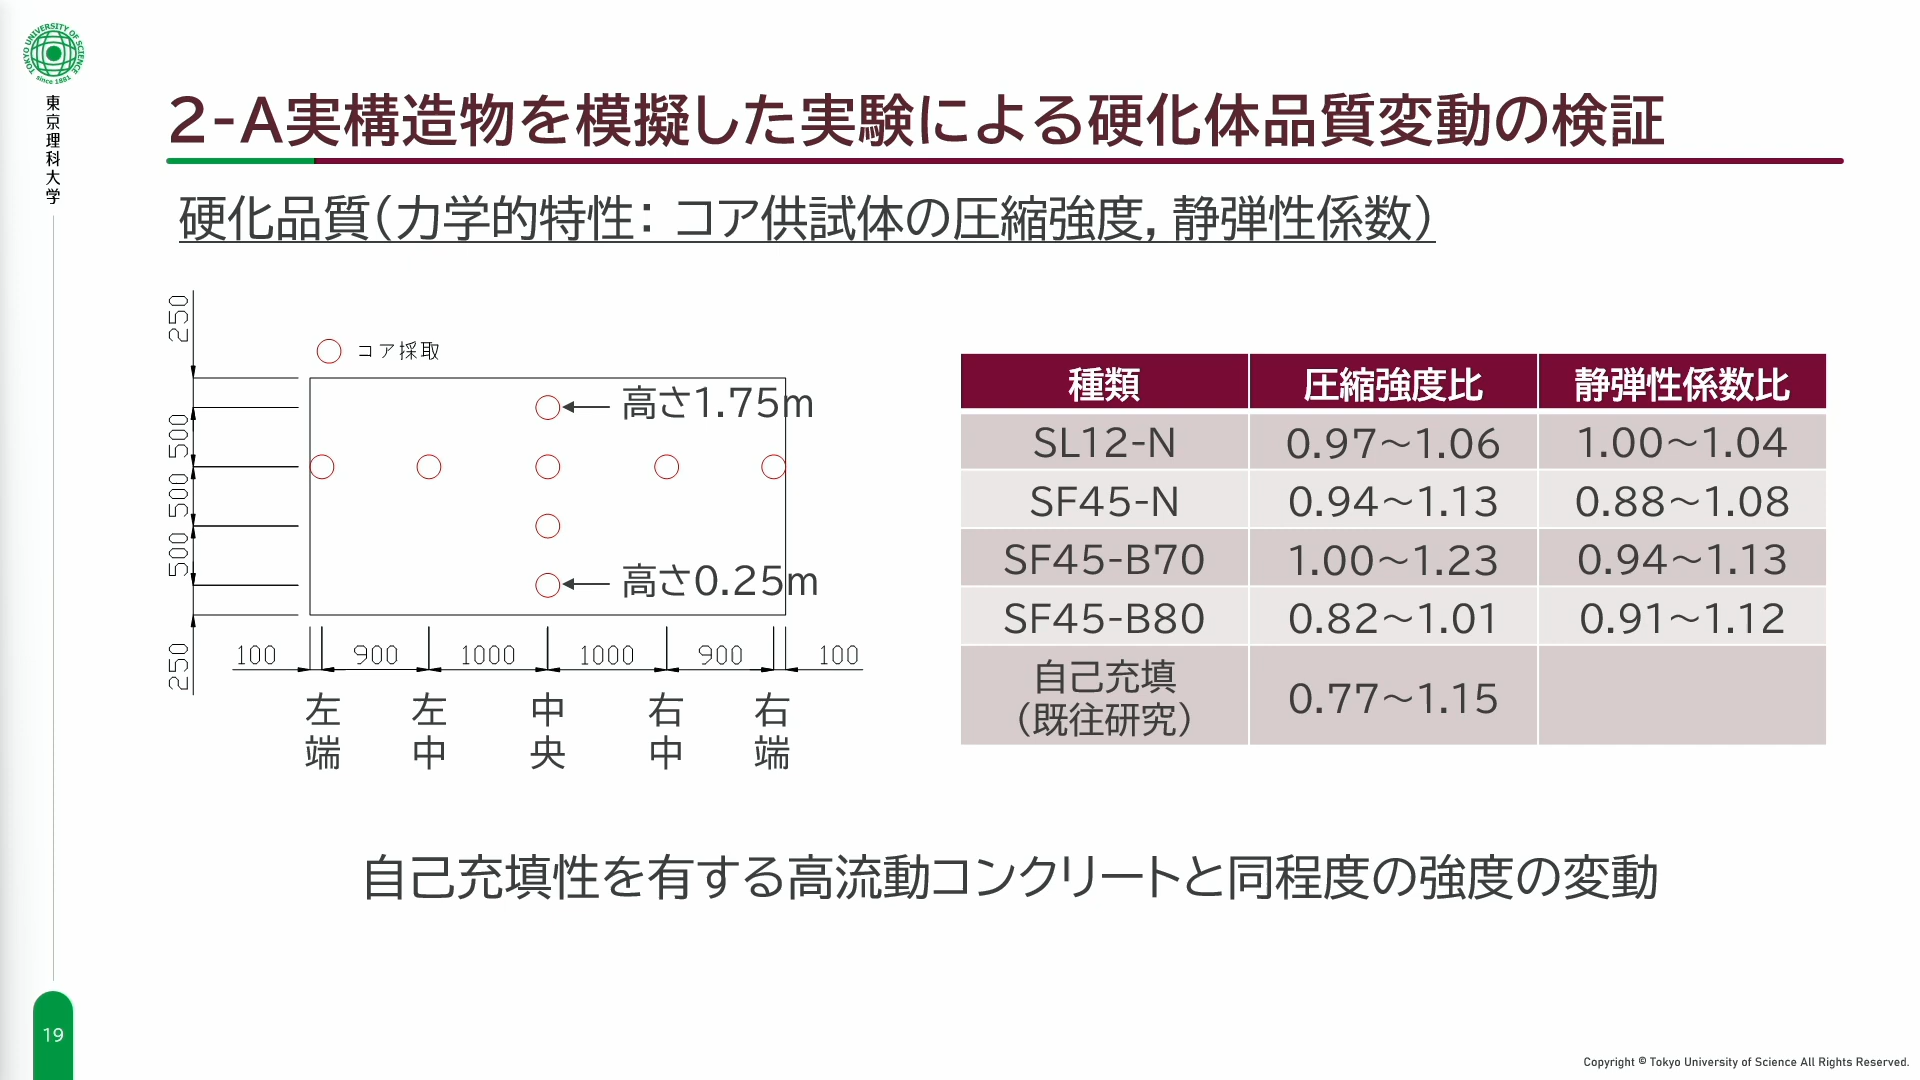 TOKYO UNIVERSITY OF SCIENCE
since 1881
東京理科大学
2-A実構造物を模擬した実験による硬化体品質変動の検証
硬化品質(力学的特性: コア供試体の圧縮強度, 静弾性係数)
コア採取
高さ1.75m
高さ0.25m
250
500
500
500
250
100
900
1000
1000
900
100
左端
左中
中央
右中
右端
種類 圧縮強度比 静弾性係数比
SL12-N 0.97～1.06 1.00～1.04
SF45-N 0.94～1.13 0.88～1.08
SF45-B70 1.00～1.23 0.94～1.13
SF45-B80 0.82～1.01 0.91～1.12
自己充填
(既往研究) 0.77～1.15
自己充填性を有する高流動コンクリートと同程度の強度の変動
19
Copyright © Tokyo University of Science All Rights Reserved.